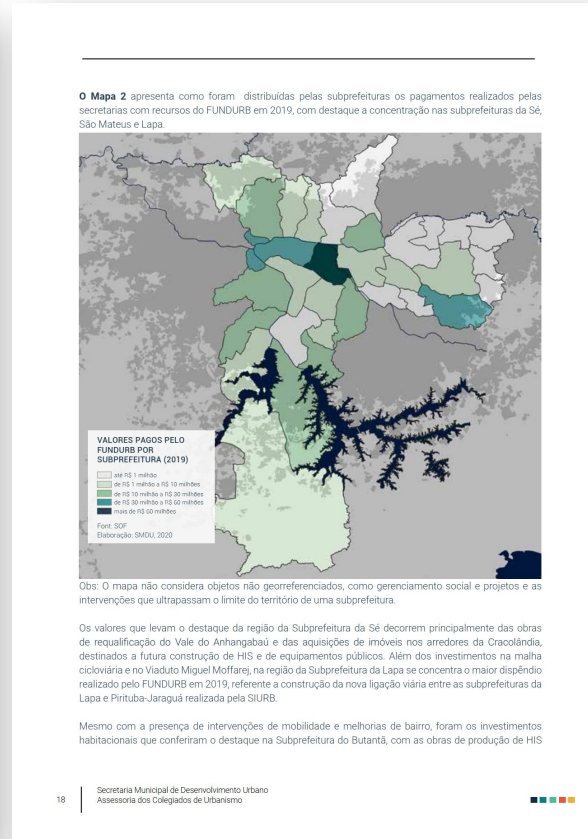 O Mapa 2 apresenta como foram distribuídas pelas subprefeituras os pagamentos realizados pelas
secretarias com recursos do FUNDURB em 2019, com destaque a concentração nas subprefeituras da Sé,
São Mateus e Lapa.
VALORES PAGOS PELO
FUNDURB POR
SUBPREFEITURA (2019)
até R$ 1 milhão
de R$ 1 milhão a R$ 10 milhões
de R$ 10 milhão a R$ 30 milhões
de R$ 30 milhão a R$ 60 milhões
mais de R$ 60 milhões
Font: SOF
Elaboração: SMDU, 2020
Obs: O mapa não considera objetos não georreferenciados, como gerenciamento social e projetos e as
intervenções que ultrapassam o limite do território de uma subprefeitura.
Os valores que levam o destaque da região da Subprefeitura da Sé decorrem principalmente das obras
de requalificação do Vale do Anhangabaú e das aquisições de imóveis nos arredores da Cracolândia,
destinados a futura construção de HIS e de equipamentos públicos. Além dos investimentos na malha
cicloviária e no Viaduto Miguel Moffarej, na região da Subprefeitura da Lapa se concentra o maior dispêndio
realizado pelo FUNDURB em 2019, referente a construção da nova ligação viária entre as subprefeituras da
Lapa e Pirituba-Jaraguá realizada pela SIURB.
Mesmo com a presença de intervenções de mobilidade e melhorias de bairro, foram os investimentos
habitacionais que conferiram o destaque na Subprefeitura do Butantã, com as obras de produção de HIS
18
Secretaria Municipal de Desenvolvimento Urbano
Assessoria dos Colegiados de Urbanismo